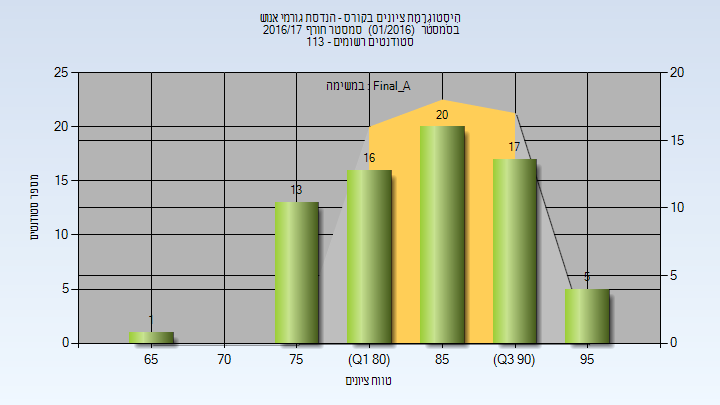 הִיסְטוֹגְרַמַּת ציונים בקורס - הנדסת גורמי אנוש
בסמסטר (01/2016) סמסטר חורף 2016/17
סטודנטים רשומים - 113
במשימה : Final_A
25
20
15
10
5
0
20
15
10
5
0
מספר סטודנטים
1
13
16
20
17
5
65
70
75
(Q1 80)
85
(Q3 90)
95
טווח ציונים